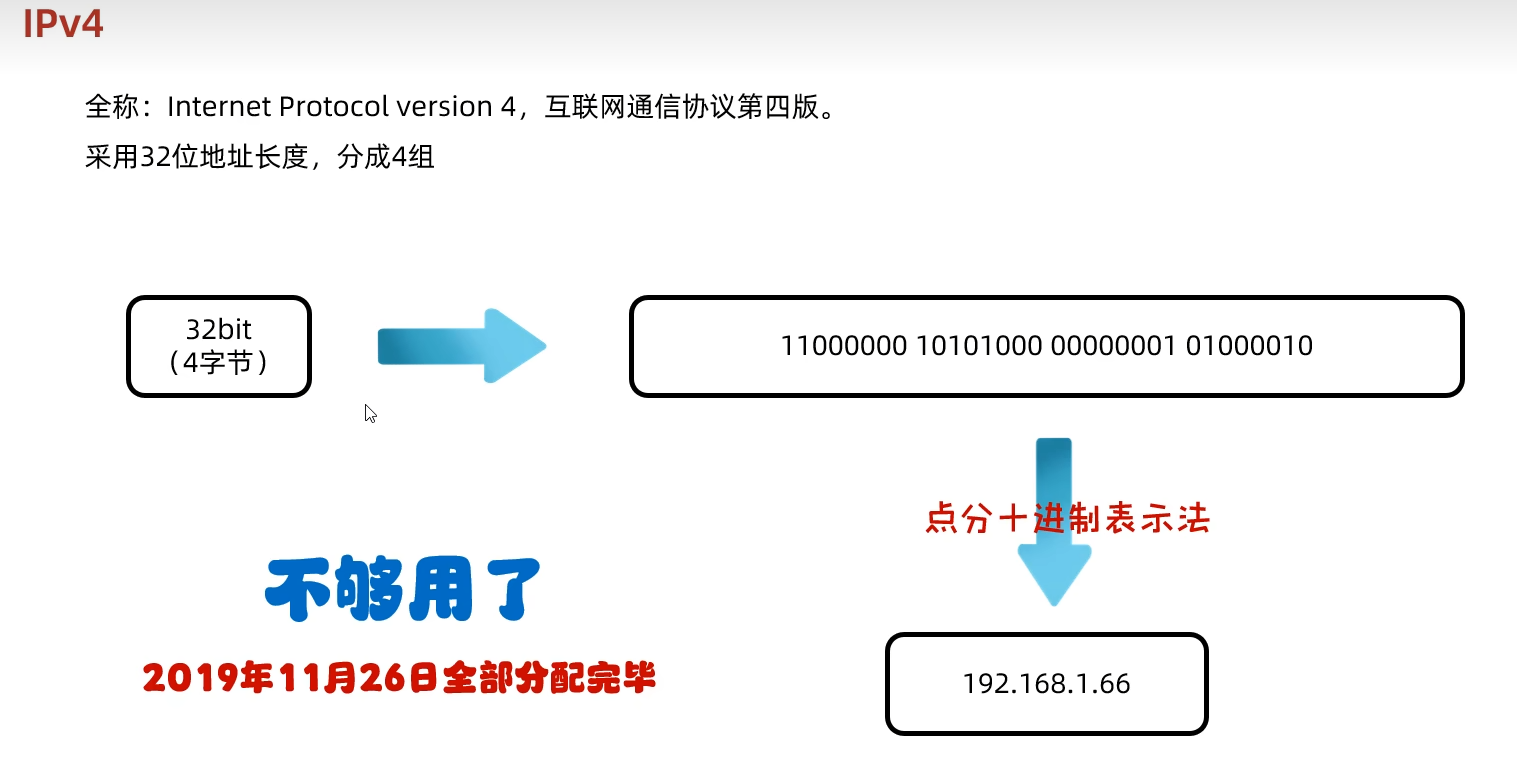 IPv4
全称：Internet Protocol version 4，互联网通信协议第四版。
采用32位地址长度，分成4组
32bit
（4字节）
11000000 10101000 00000001 01000010
点分十进制表示法
不够用了
2019年11月26日全部分配完毕
192.168.1.66